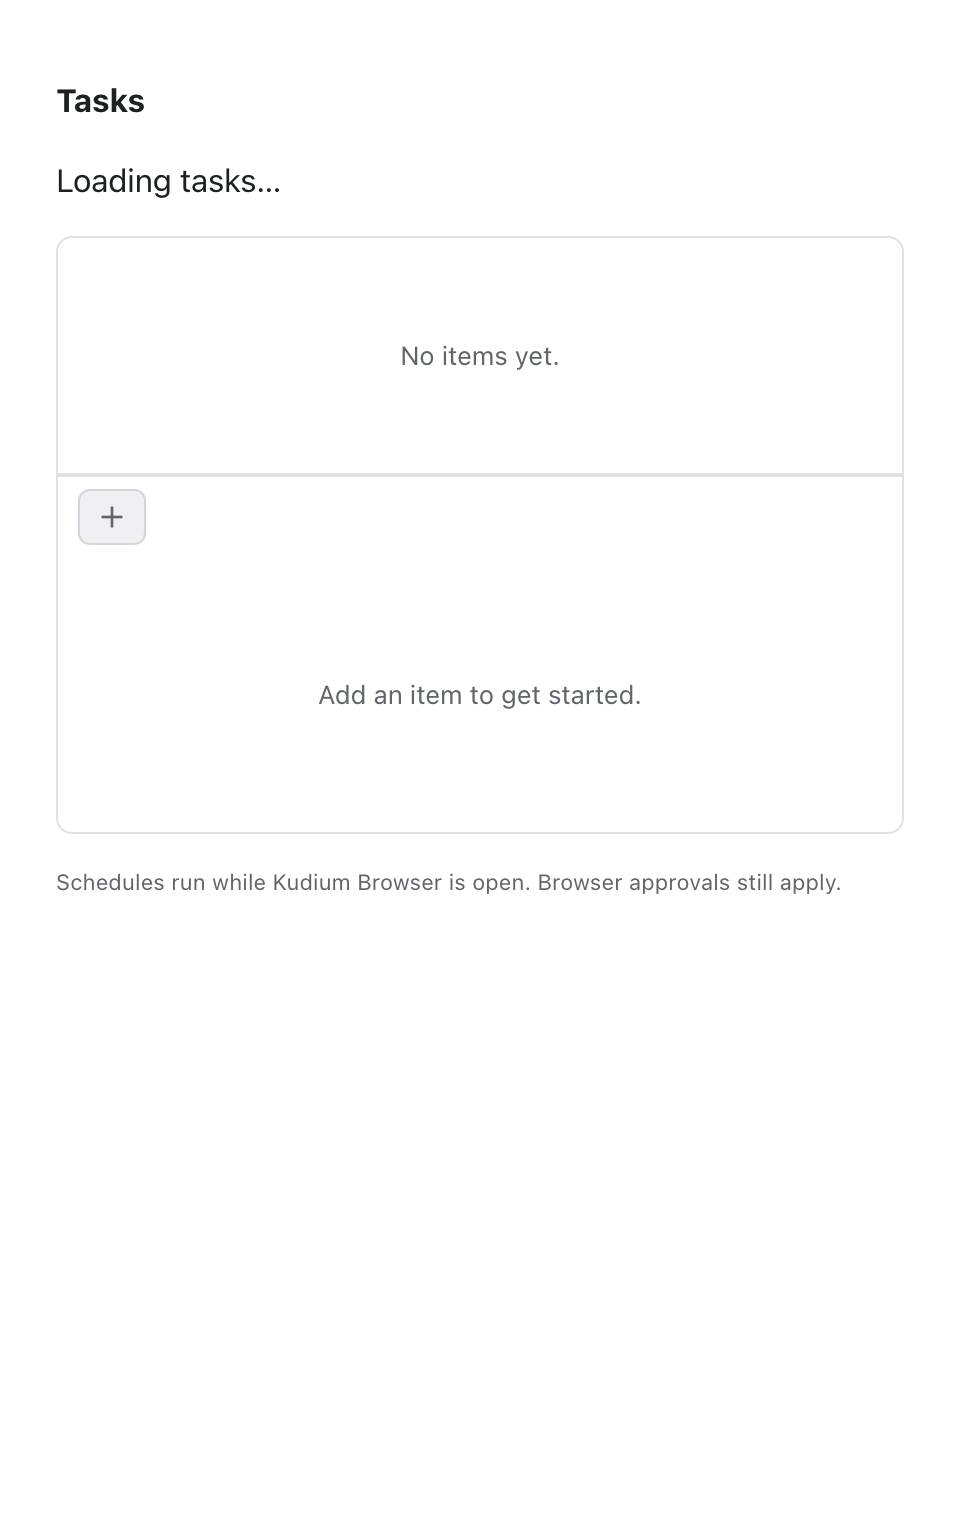 Tasks
Loading tasks...
No items yet.
+
Add an item to get started.
Schedules run while Kudium Browser is open. Browser approvals still apply.